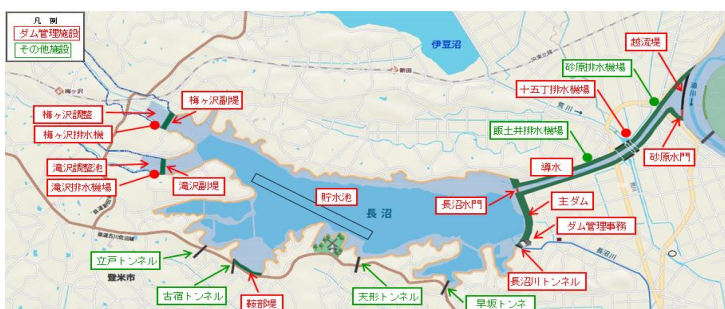 凡 例
ダム管理施設
その他施設
伊豆沼
越流堤
砂原排水機場
十五丁排水機場
梅ヶ沢副堤
梅ヶ沢調整
梅ヶ沢排水機
飯土井排水機場
荒川
砂原水門
滝沢調整池
滝沢排水機場
滝沢副堤
導水
貯水池
長沼
長沼水門
主ダム
ダム管理事務
長沼川
長沼川トンネル
立戸トンネル
登米市
古宿トンネル
鞍部堤
天形トンネル
早坂トンネ